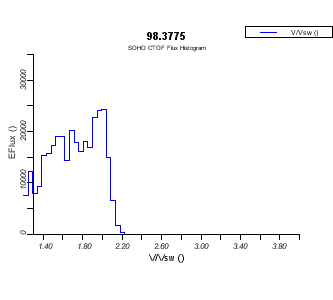 V/Vsw ()
98.3775
SOHO CTOF Flux Histogram
EFlux ()
30000
20000
10000
0
1.40 1.80 2.20 2.60 3.00 3.40 3.80
V/Vsw ()